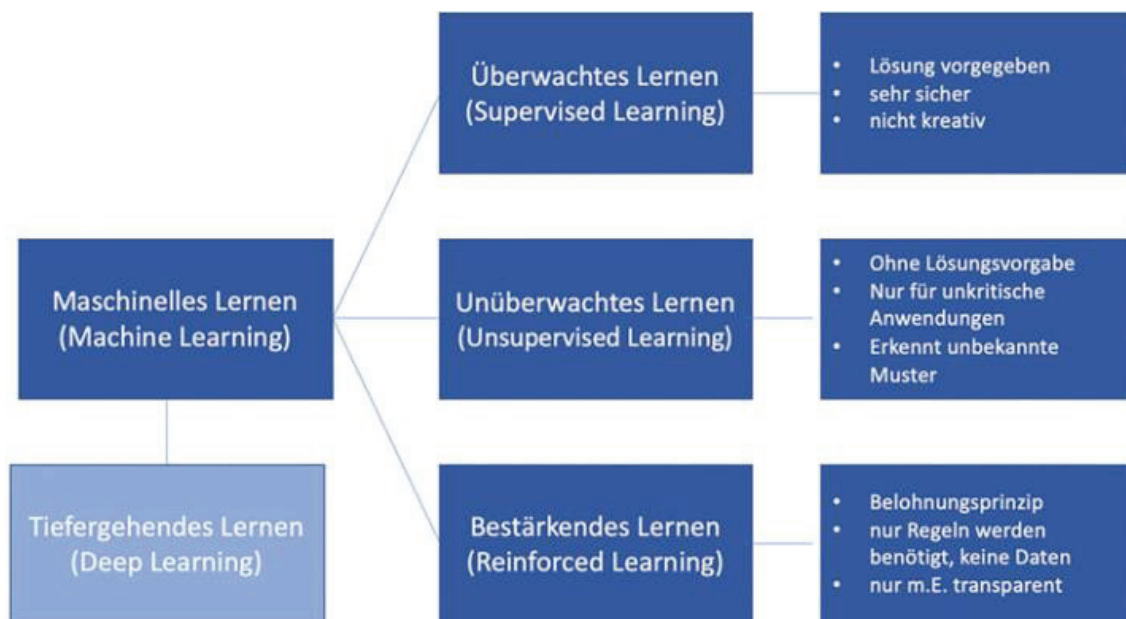 Überwachtes Lernen
(Supervised Learning)
• Lösung vorgegeben
• sehr sicher
• nicht kreativ
Maschinelles Lernen
(Machine Learning)
Unüberwachtes Lernen
(Unsupervised Learning)
• Ohne Lösungsvorgabe
• Nur für unkritische
Anwendungen
• Erkennt unbekannte
Muster
Tiefergehendes Lernen
(Deep Learning)
Bestärkendes Lernen
(Reinforced Learning)
• Belohnungsprinzip
• nur Regeln werden
benötigt, keine Daten
• nur m.E. transparent